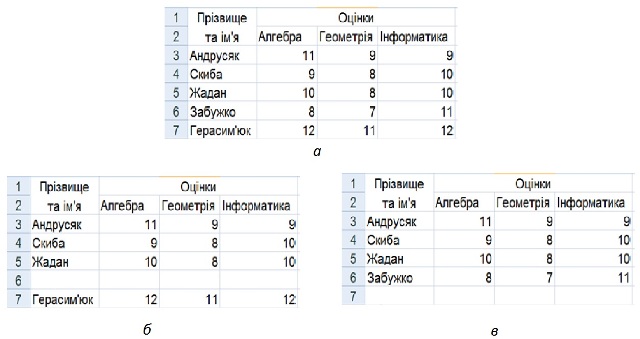 1 Прізвище Оцінки
2 та ім'я Алгебра Геометрія Інформатика
3 Андрусяк 11 9 9
4 Скиба 9 8 10
5 Жадан 10 8 10
6 Забужко 8 7 11
7 Герасим'юк 12 11 12
а
1 Прізвище Оцінки
2 та ім'я Алгебра Геометрія Інформатика
3 Андрусяк 11 9 9
4 Скиба 9 8 10
5 Жадан 10 8 10
6
7 Герасим'юк 12 11 12
б
1 Прізвище Оцінки
2 та ім'я Алгебра Геометрія Інформатика
3 Андрусяк 11 9 9
4 Скиба 9 8 10
5 Жадан 10 8 10
6 Забужко 8 7 11
7
в